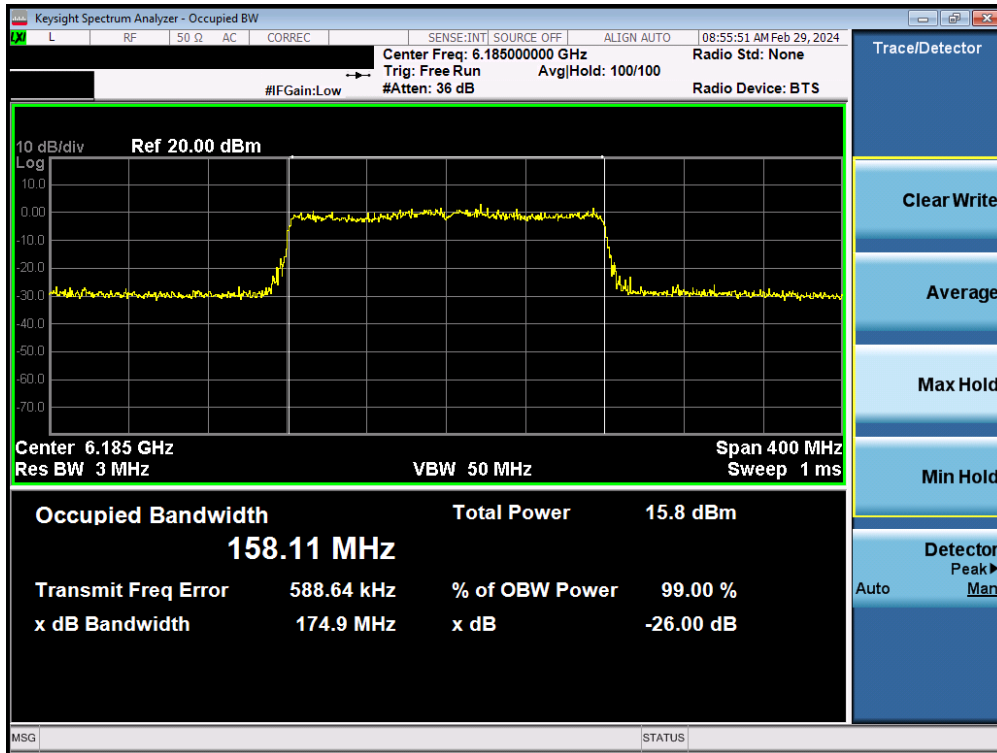 Keysight Spectrum Analyzer - Occupied BW
LXI L RF 50 Ω AC CORREC SENSE:INT SOURCE OFF ALIGN AUTO 08:55:51 AM Feb 29, 2024
Center Freq: 6.185000000 GHz Radio Std: None
Trig: Free Run Avg|Hold: 100/100
#IFGain:Low #Atten: 36 dB Radio Device: BTS
Trace/Detector
10 dB/div Ref 20.00 dBm
Log
10.0
0.00
-10.0
-20.0
-30.0
-40.0
-50.0
-60.0
-70.0
Center 6.185 GHz Span 400 MHz
Res BW 3 MHz VBW 50 MHz Sweep 1 ms
Occupied Bandwidth Total Power 15.8 dBm
158.11 MHz
Transmit Freq Error 588.64 kHz % of OBW Power 99.00 %
x dB Bandwidth 174.9 MHz x dB -26.00 dB
Clear Write
Average
Max Hold
Min Hold
Detector
Peak▶
Auto Man
MSG STATUS